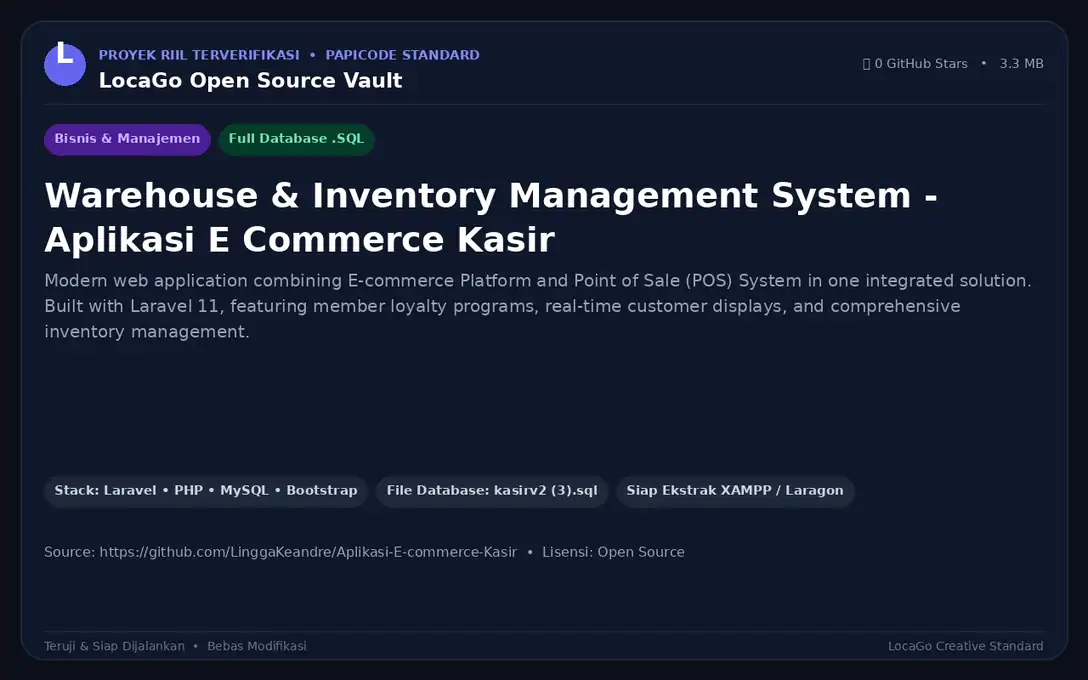 L
PROYEK RIIL TERVERIFIKASI • PAPICODE STANDARD
LocaGo Open Source Vault
0 GitHub Stars • 3.3 MB
Bisnis & Manajemen
Full Database .SQL
Warehouse & Inventory Management System -
Aplikasi E Commerce Kasir
Modern web application combining E-commerce Platform and Point of Sale (POS) System in one integrated solution.
Built with Laravel 11, featuring member loyalty programs, real-time customer displays, and comprehensive
inventory management.
Stack: Laravel • PHP • MySQL • Bootstrap
File Database: kasirv2 (3).sql
Siap Ekstrak XAMPP / Laragon
Source: https://github.com/LinggaKeandre/Aplikasi-E-commerce-Kasir • Lisensi: Open Source
Teruji & Siap Dijalankan • Bebas Modifikasi
LocaGo Creative Standard